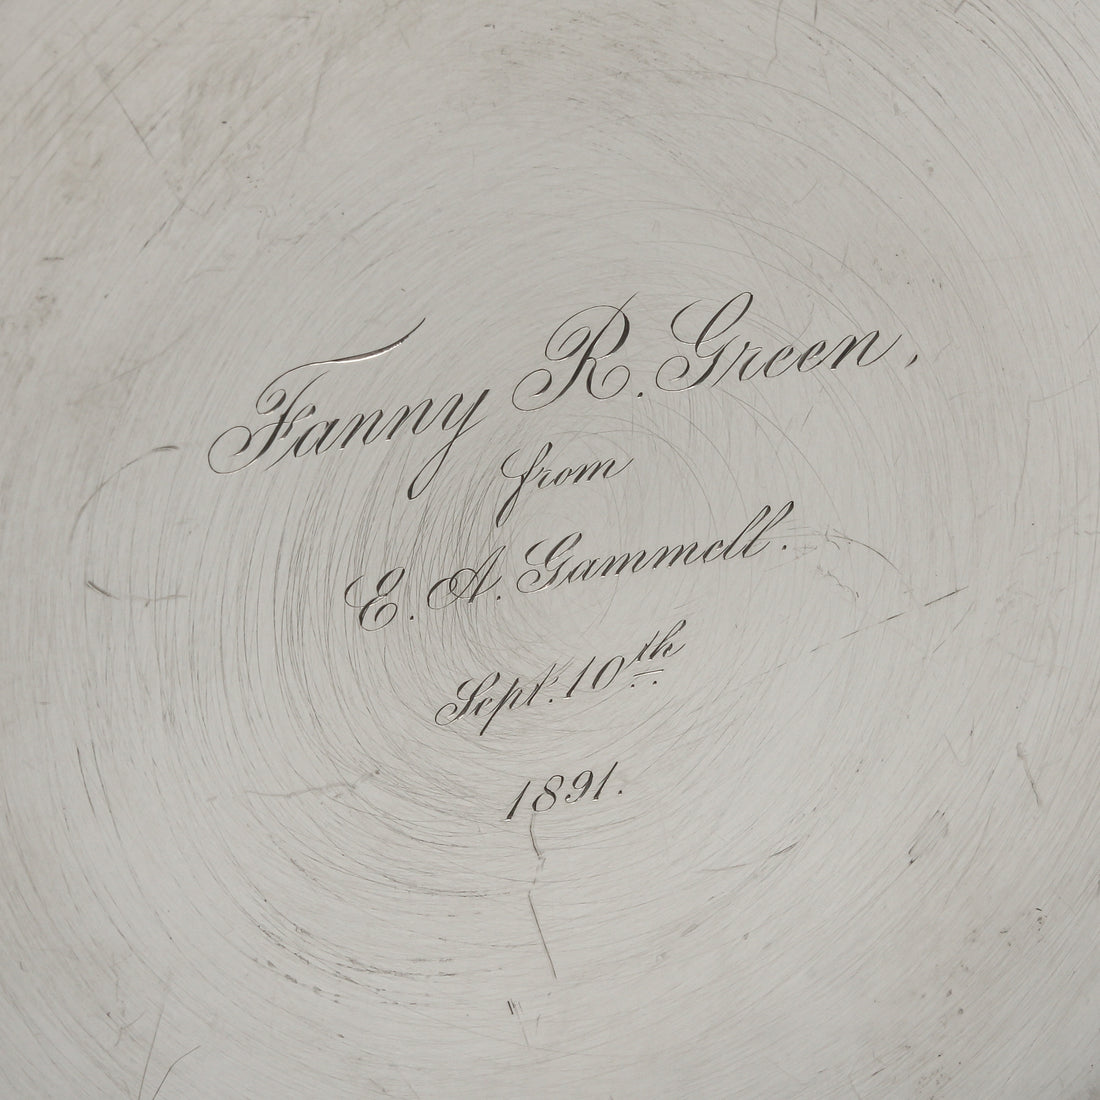 Fanny R. Green,
from
E. A. Gammell.
Sept. 10th
1891.